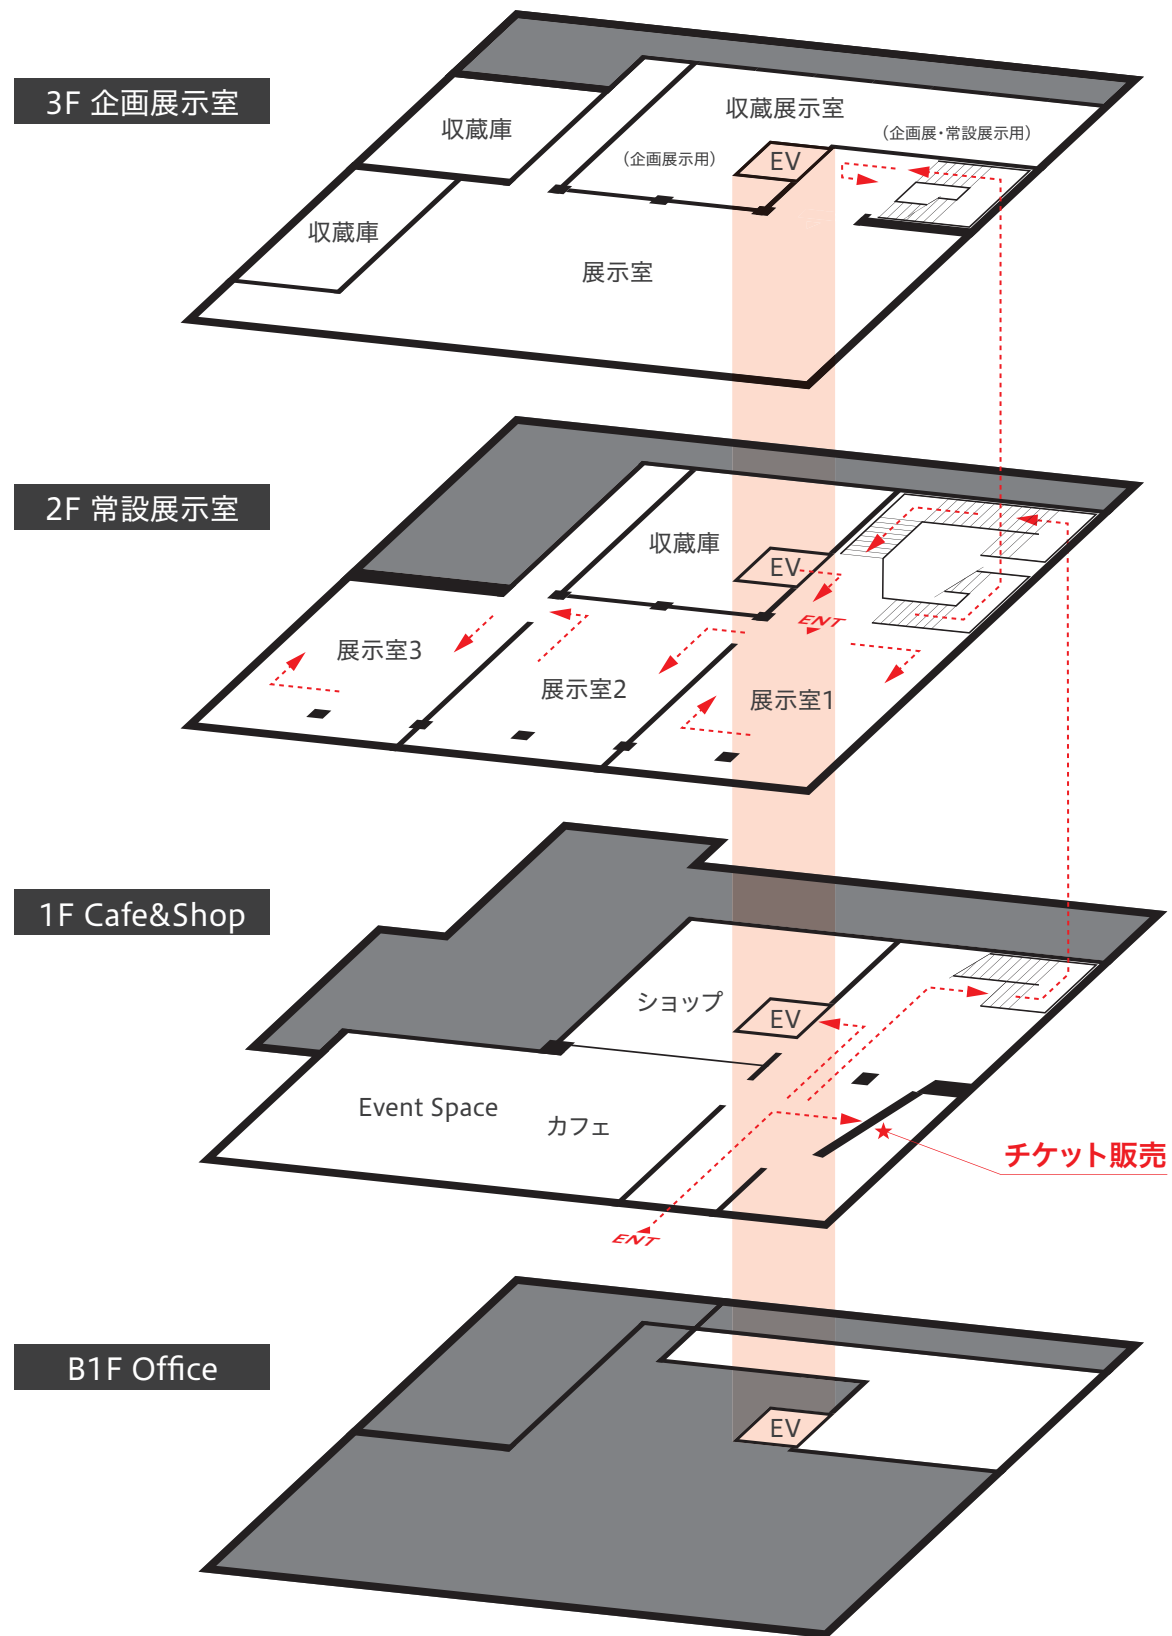 3F 企画展示室
収蔵庫
収蔵展示室
(企画展・常設展示用)
(企画展示用)
EV
収蔵庫
展示室
2F 常設展示室
収蔵庫
EV
ENT
展示室3
展示室2
展示室1
1F Cafe&Shop
ショップ
EV
Event Space
カフェ
チケット販売
ENT
B1F Office
EV